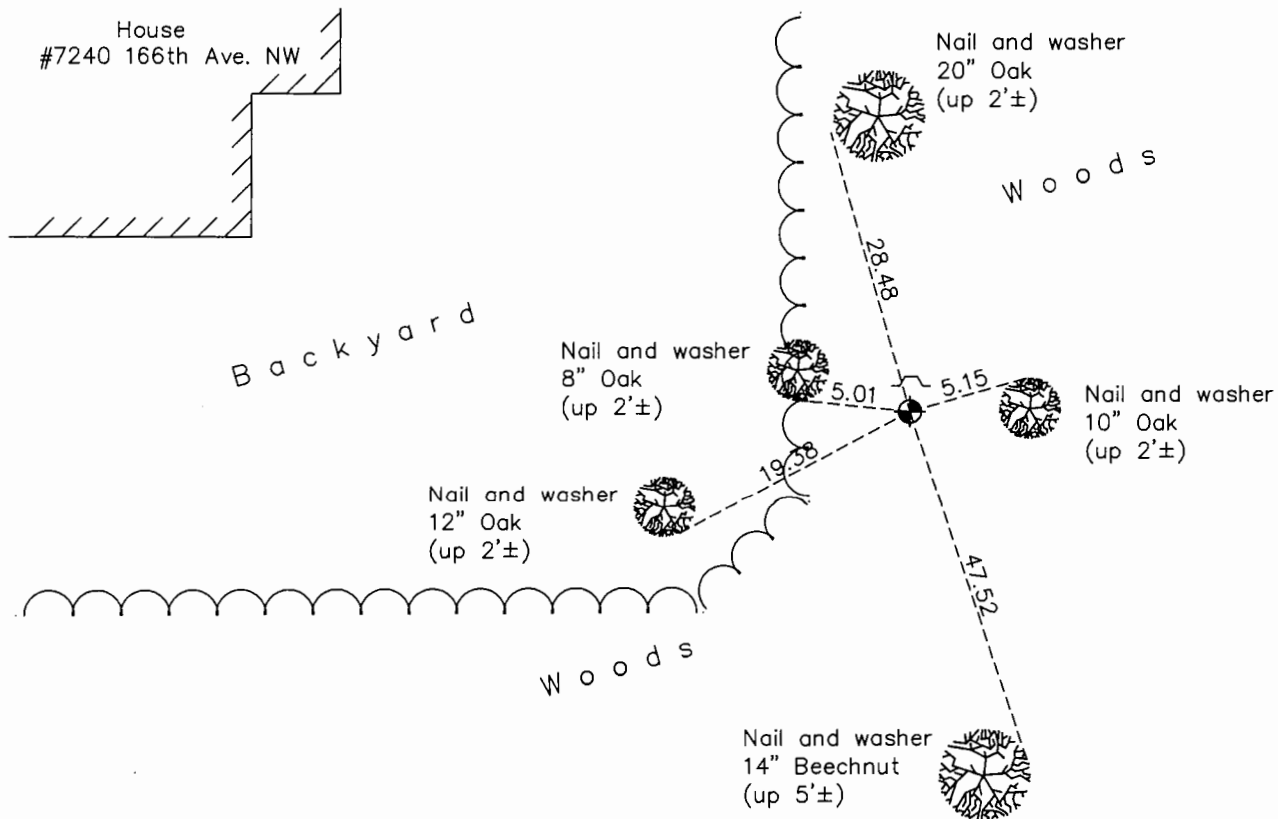 House
#7240 166th Ave. NW
Nail and washer
20" Oak
(up 2'±)
Woods
28.48
Backyard
Nail and washer
8" Oak
(up 2'±)
5.01
5.15
Nail and washer
10" Oak
(up 2'±)
19.38
Nail and washer
12" Oak
(up 2'±)
47.52
Woods
Nail and washer
14" Beechnut
(up 5'±)